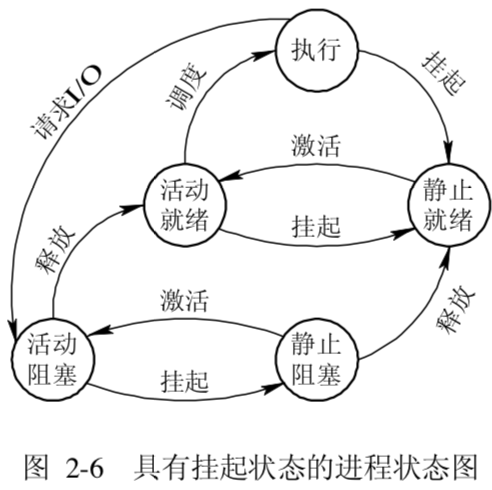 执行
请求I/O
调度
挂起
激活
活动
就绪
静止
就绪
挂起
释放
激活
释放
活动
阻塞
静止
阻塞
挂起
图 2-6 具有挂起状态的进程状态图